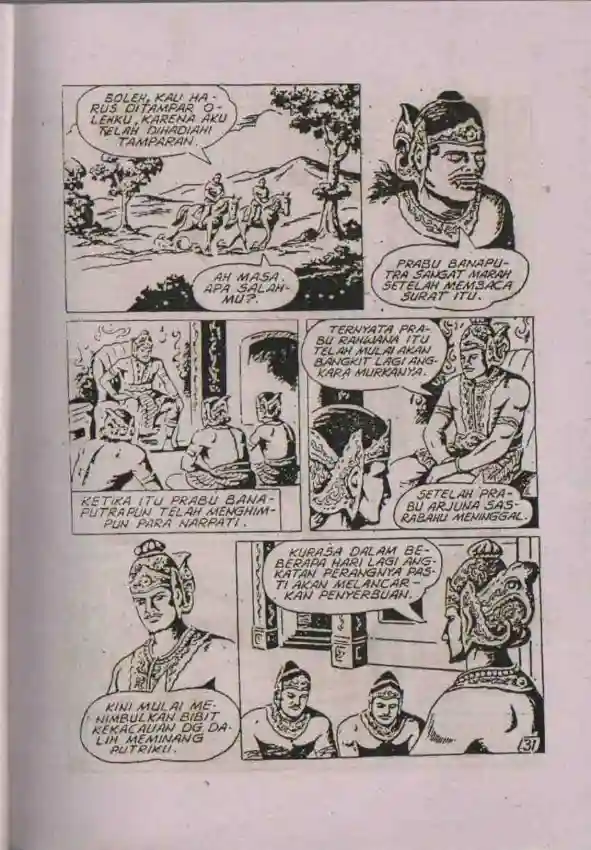 BOLEH, KAU HA-
RUS DITAMPAR O-
LEHKU, KARENA AKU
TELAH DIHADIAHI
TAMPARAN
AH MASA.
APA SALAH-
MU?.
PRABU BANAPU-
TRA SANGAT MARAH
SETELAH MEMBACA
SURAT ITU.
KETIKA ITU PRABU BANA-
PUTRAPUN TELAH MENGHIM-
PUN PARA NARPATI.
TERNYATA PRA-
BU RAHWANA ITU
TELAH MULAI AKAN
BANGKIT LAGI ANG-
KARA MURKANYA.
SETELAH PRA-
BU ARJUNA SAS-
RABAHU MENINGGAL.
KINI MULAI ME-
NIMBULKAN BIBIT
KEKACAUAN DG DA-
LIH MEMINANG
PUTRIKU.
KURASA DALAM BE-
BERAPA HARI LAGI ANG-
KATAN PERANGNYA PAS-
TI AKAN MELANCAR-
KAN PENYERBUAN.
31